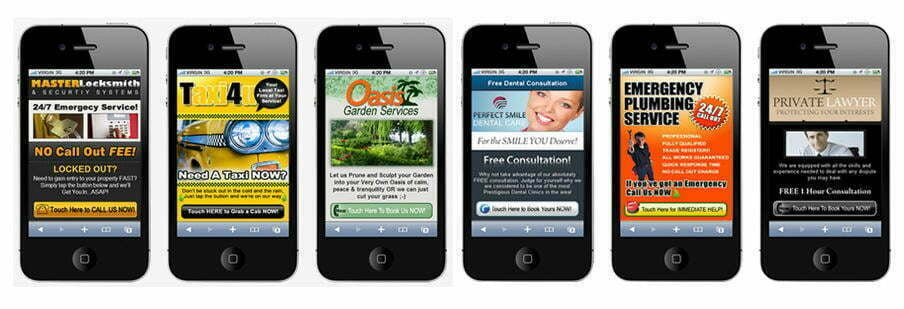 VIRGIN 3G 4:20 PM
MASTERLocksmith
& SECURTIY SYSTEMS
24/7 Emergecy Service!
NO Call Out FEE!
LOCKED OUT?
Need to gain entry to your property FAST?
Simply tap the button below and we'll
Get You In.. ASAP!
Touch Here to CALL US NOW!
VIRGIN 3G 4:20 PM
Taxi4u
Your
Local Taxi
Firm at Your
Service!
Need A Taxi NOW?
Don't be stuck out in the cold and the rain
Just tap the button and we're on our way
Touch HERE to Grab a Cab NOW!
VIRGIN 3G 4:20 PM
Oasis
Garden Services
Let us Prune and Sculpt your Garden
into your Very Own Oasis of calm,
peace & tranquility OR we can just
cut your grass ;-)
Touch Here To Book Us NOW!
VIRGIN 3G 4:20 PM
Free Dental Consultation
PERFECT SMILE
DENTAL CARE
For the SMILE YOU Deserve!
Free Consultation!
Why not take advantage of our absolutely
FREE consultation. Judge for yourself why we
are considered to be one of the most
Prestigious Dental Clinics in the area!
Touch Here to Book Yours NOW!
VIRGIN 3G 4:20 PM
EMERGENCY
PLUMBING
SERVICE
24/7
CALL OUT
PROFESSIONAL
FULLY QUALIFIED
TRADE REGISTERD
ALL WORKS GUARANTEED
QUICK RESPONSE TIME
NO CALL OUT CHARGE
If you've got an Emergency
Call Us NOW
Touch Here for IMMEDIATE HELP!
VIRGIN 3G 4:20 PM
PRIVATE LAWYER
PROTECTING YOUR INTERESTS
We are equipped with all the skills and
experience needed to deal with any dispute
you may have.
FREE 1 Hour Consultation
Touch Here to Book Yours NOW!